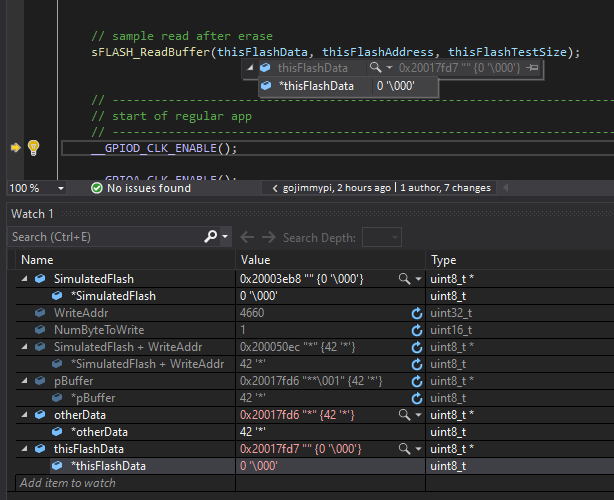 // sample read after erase
sFLASH_ReadBuffer(thisFlashData, thisFlashAddress, thisFlashTestSize);
thisFlashData 0x20017fd7 "" {0 '\000'}
*thisFlashData 0 '\000'
// ----------------------------------------------------------------
// start of regular app
// ----------------------------------------------------------------
__GPIOD_CLK_ENABLE();
__GPIOA_CLK_ENABLE();
100 % No issues found gojimmypi, 2 hours ago | 1 author, 7 changes
Watch 1
Search (Ctrl+E) Search Depth:
Name Value Type
SimulatedFlash 0x20003eb8 "" {0 '\000'} uint8_t *
*SimulatedFlash 0 '\000' uint8_t
WriteAddr 4660 uint32_t
NumByteToWrite 1 uint16_t
SimulatedFlash + WriteAddr 0x200050ec "*" {42 '*'} uint8_t *
*SimulatedFlash + WriteAddr 42 '*' uint8_t
pBuffer 0x20017fd6 "**\001" {42 '*'} uint8_t *
*pBuffer 42 '*' uint8_t
otherData 0x20017fd6 "*" {42 '*'} uint8_t *
*otherData 42 '*' uint8_t
thisFlashData 0x20017fd7 "" {0 '\000'} uint8_t *
*thisFlashData 0 '\000' uint8_t
Add item to watch